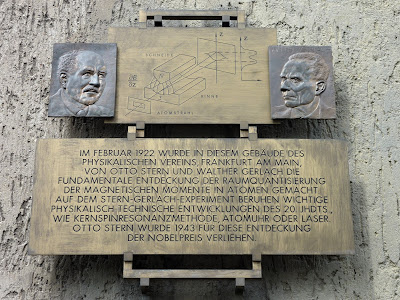 Z
Z
SCHNEIDE
∂B
∂Z
RINNE
ATOMSTRAHL
IM FEBRUAR 1922 WURDE IN DIESEM GEBÄUDE DES
PHYSIKALISCHEN VEREINS, FRANKFURT AM MAIN,
VON OTTO STERN UND WALTHER GERLACH DIE
FUNDAMENTALE ENTDECKUNG DER RAUMQUANTISIERUNG
DER MAGNETISCHEN MOMENTE IN ATOMEN GEMACHT.
AUF DEM STERN-GERLACH-EXPERIMENT BERUHEN WICHTIGE
PHYSIKALISCH-TECHNISCHE ENTWICKLUNGEN DES 20. JHDTS.,
WIE KERNSPINRESONANZMETHODE, ATOMUHR ODER LASER.
OTTO STERN WURDE 1943 FÜR DIESE ENTDECKUNG
DER NOBELPREIS VERLIEHEN.